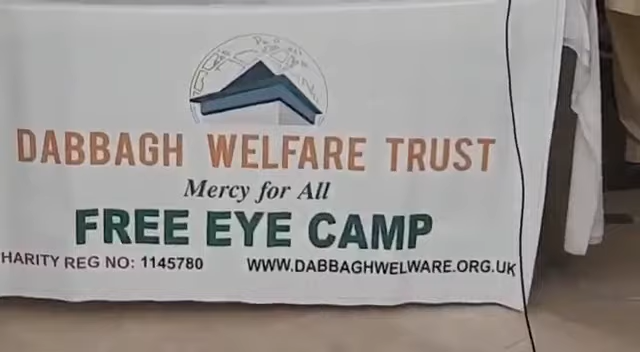 DABBAGH WELFARE TRUST
Mercy for All
FREE EYE CAMP
HARITY REG NO: 1145780 WWW.DABBAGHWELWARE.ORG.UK